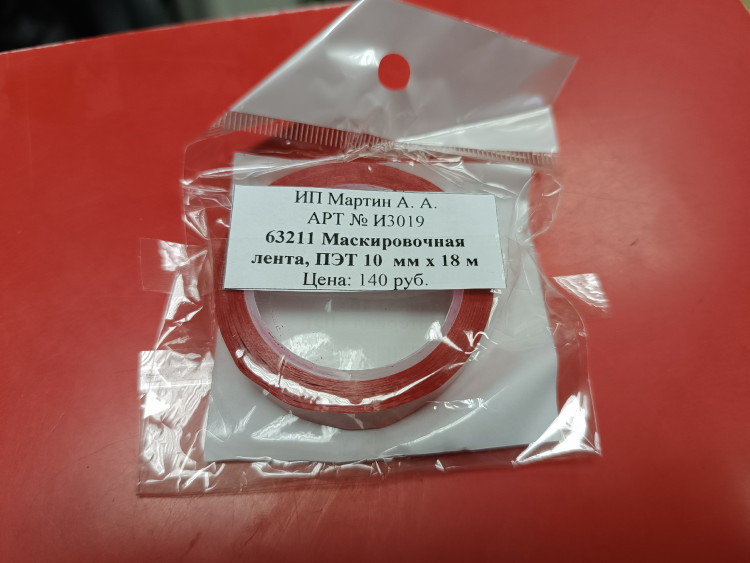 ИП Мартин А. А.
АРТ № И3019
63211 Маскировочная
лента, ПЭТ 10 мм х 18 м
Цена: 140 руб.